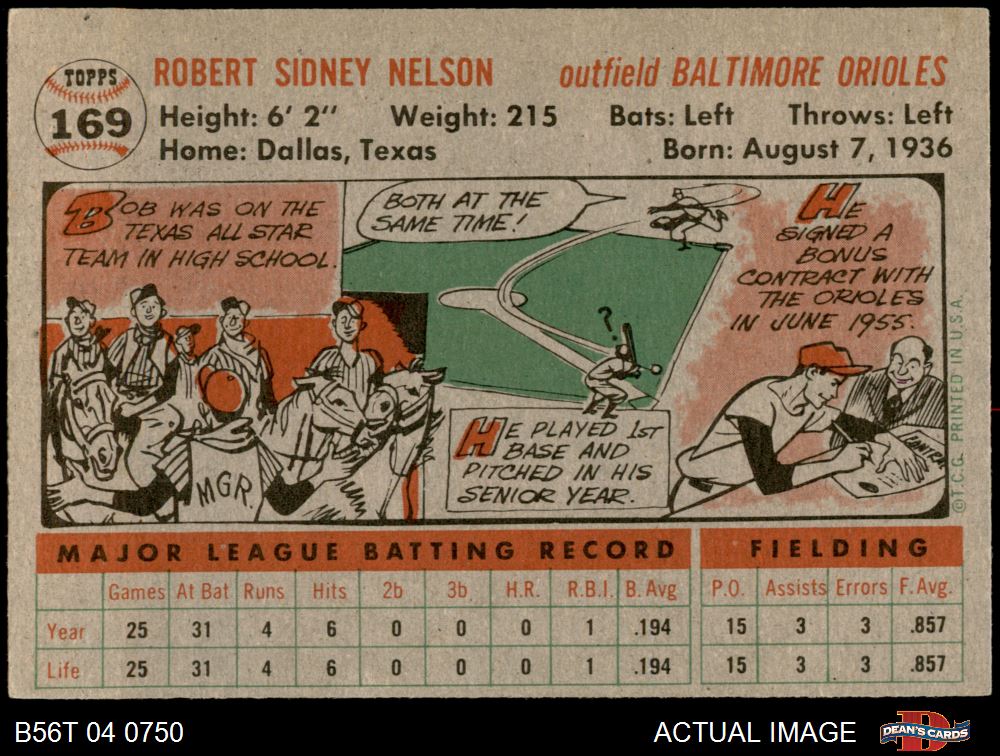 TOPPS
169
ROBERT SIDNEY NELSON
outfield BALTIMORE ORIOLES
Height: 6' 2" Weight: 215 Bats: Left Throws: Left
Home: Dallas, Texas Born: August 7, 1936
BOB WAS ON THE
TEXAS ALL STAR
TEAM IN HIGH SCHOOL.
MGR.
BOTH AT THE
SAME TIME!
?
HE PLAYED 1ST
BASE AND
PITCHED IN HIS
SENIOR YEAR.
HE
SIGNED A
BONUS
CONTRACT WITH
THE ORIOLES
IN JUNE 1955.
©T.C.G. PRINTED IN U.S.A.
MAJOR LEAGUE BATTING RECORD FIELDING
Games At Bat Runs Hits 2b 3b H.R. R.B.I. B. Avg P.O. Assists Errors F. Avg.
Year 25 31 4 6 0 0 0 1 .194 15 3 3 .857
Life 25 31 4 6 0 0 0 1 .194 15 3 3 .857
B56T 04 0750 ACTUAL IMAGE DEAN'S CARDS